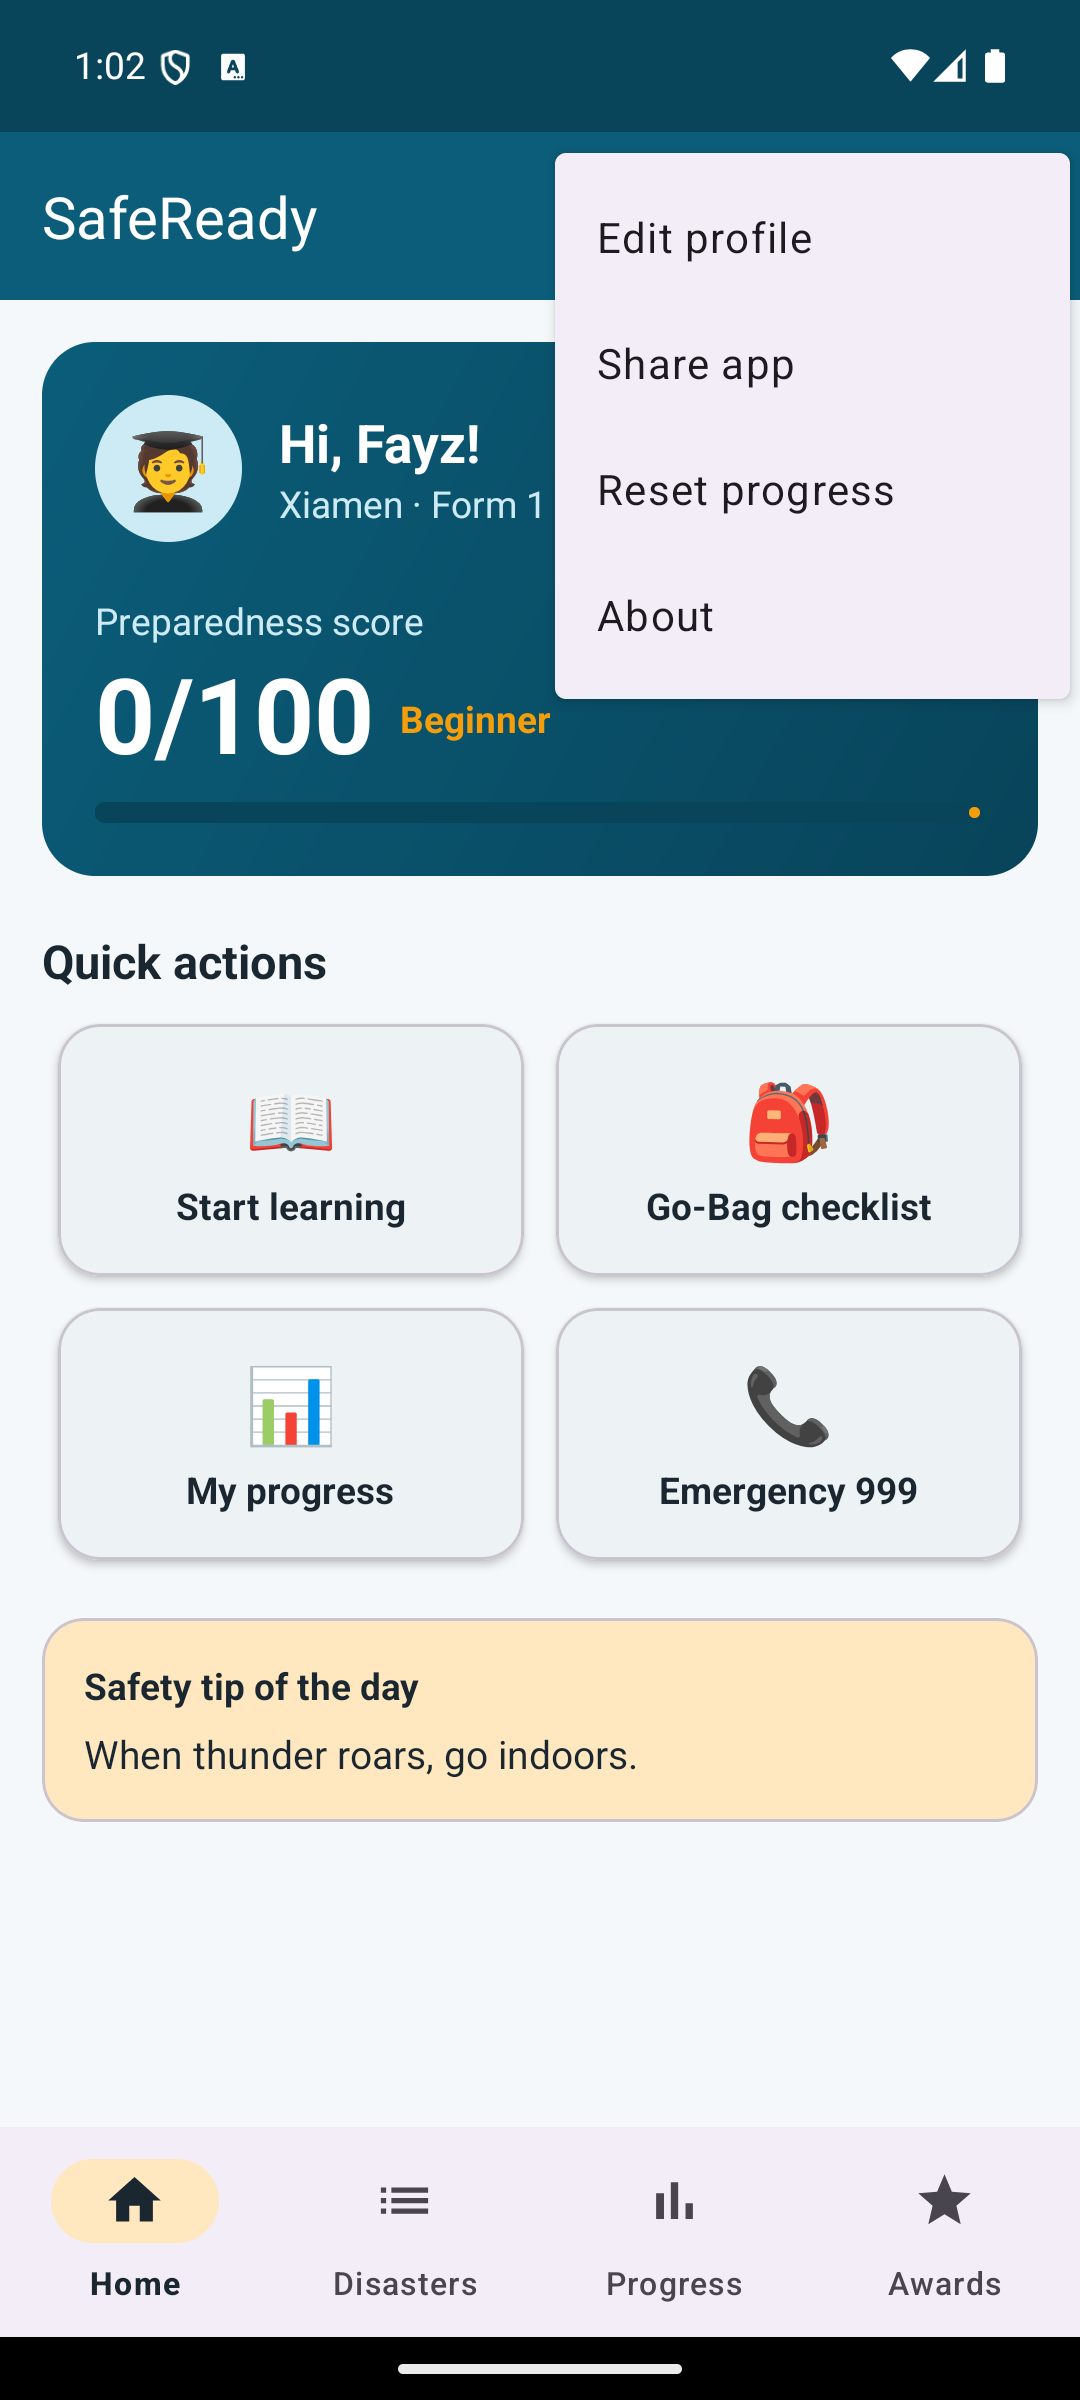 1:02
SafeReady
Edit profile
Share app
Reset progress
About
Hi, Fayz!
Xiamen · Form 1
Preparedness score
0/100 Beginner
Quick actions
Start learning
Go-Bag checklist
My progress
Emergency 999
Safety tip of the day
When thunder roars, go indoors.
Home
Disasters
Progress
Awards